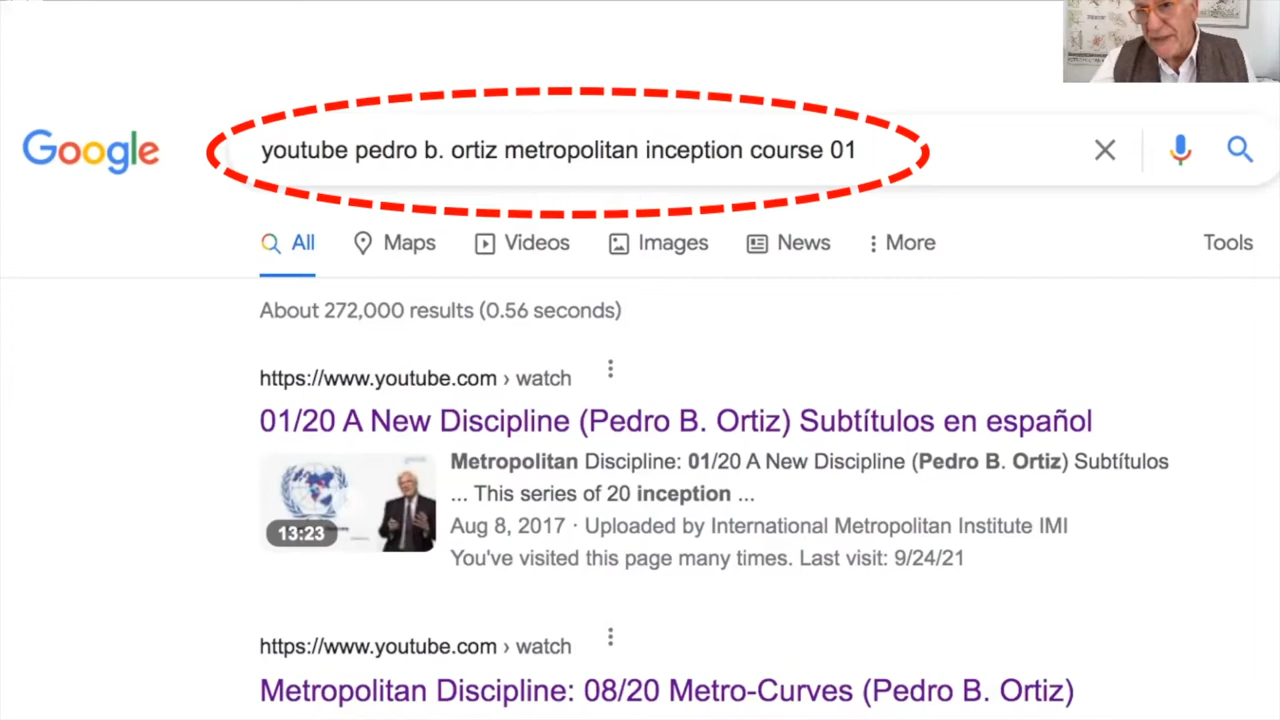 Google
youtube pedro b. ortiz metropolitan inception course 01
All Maps Videos Images News More Tools
About 272,000 results (0.56 seconds)
https://www.youtube.com › watch
01/20 A New Discipline (Pedro B. Ortiz) Subtítulos en español
Metropolitan Discipline: 01/20 A New Discipline (Pedro B. Ortiz) Subtítulos
... This series of 20 inception ...
13:23
Aug 8, 2017 · Uploaded by International Metropolitan Institute IMI
You've visited this page many times. Last visit: 9/24/21
https://www.youtube.com › watch
Metropolitan Discipline: 08/20 Metro-Curves (Pedro B. Ortiz)